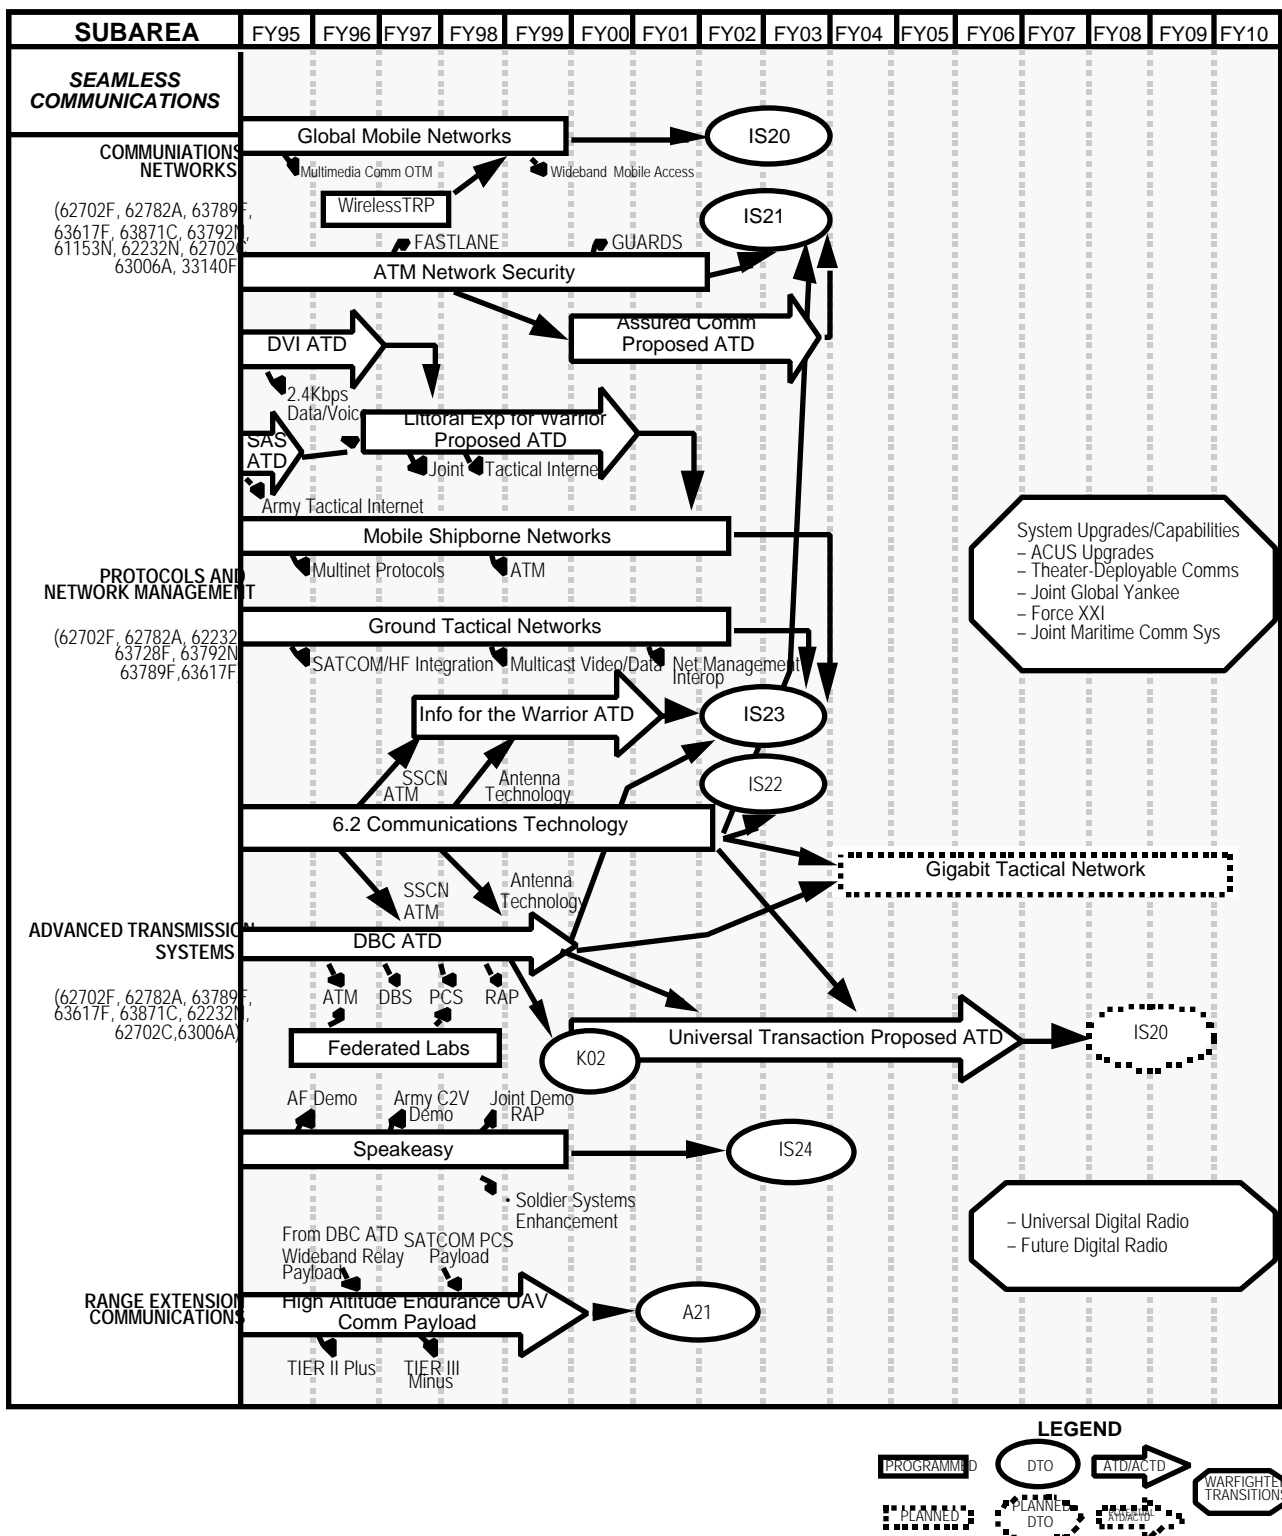 SUBAREA FY95 FY96 FY97 FY98 FY99 FY00 FY01 FY02 FY03 FY04 FY05 FY06 FY07 FY08 FY09 FY10
SEAMLESS
COMMUNICATIONS
COMMUNIATIONS
NETWORKS
(62702F, 62782A, 63789F,
63617F, 63871C, 63792N,
61153N, 62232N, 62702C
63006A, 33140F
Global Mobile Networks
IS20
Multimedia Comm OTM
Wideband Mobile Access
WirelessTRP
IS21
FASTLANE
GUARDS
ATM Network Security
Assured Comm
Proposed ATD
DVI ATD
2.4Kbps
Data/Voic
Littoral Exp for Warrior
Proposed ATD
SAS
ATD
Joint
Tactical Interne
Army Tactical Internet
Mobile Shipborne Networks
Multinet Protocols
ATM
System Upgrades/Capabilities
– ACUS Upgrades
– Theater-Deployable Comms
– Joint Global Yankee
– Force XXI
– Joint Maritime Comm Sys
PROTOCOLS AND
NETWORK MANAGEMENT
(62702F, 62782A, 62232
63728F, 63792N
63789F,63617F
Ground Tactical Networks
SATCOM/HF Integration
Multicast Video/Data
Net Management
Interop
Info for the Warrior ATD
IS23
SSCN
ATM
Antenna
Technology
IS22
6.2 Communications Technology
Gigabit Tactical Network
SSCN
ATM
Antenna
Technology
ADVANCED TRANSMISSION
SYSTEMS
(62702F, 62782A, 63789F,
63617F, 63871C, 62232N,
62702C,63006A)
DBC ATD
ATM
DBS
PCS
RAP
Federated Labs
K02
Universal Transaction Proposed ATD
IS20
AF Demo
Army C2V
Demo
Joint Demo
RAP
Speakeasy
IS24
• Soldier Systems
Enhancement
– Universal Digital Radio
– Future Digital Radio
From DBC ATD
Wideband Relay
Payload
SATCOM PCS
Payload
RANGE EXTENSION
COMMUNICATIONS
High Altitude Endurance UAV
Comm Payload
A21
TIER II Plus
TIER III
Minus
LEGEND
PROGRAMMED
DTO
ATD/ACTD
WARFIGHTER
TRANSITIONS
PLANNED
PLANNED
DTO
ATD/ACTD